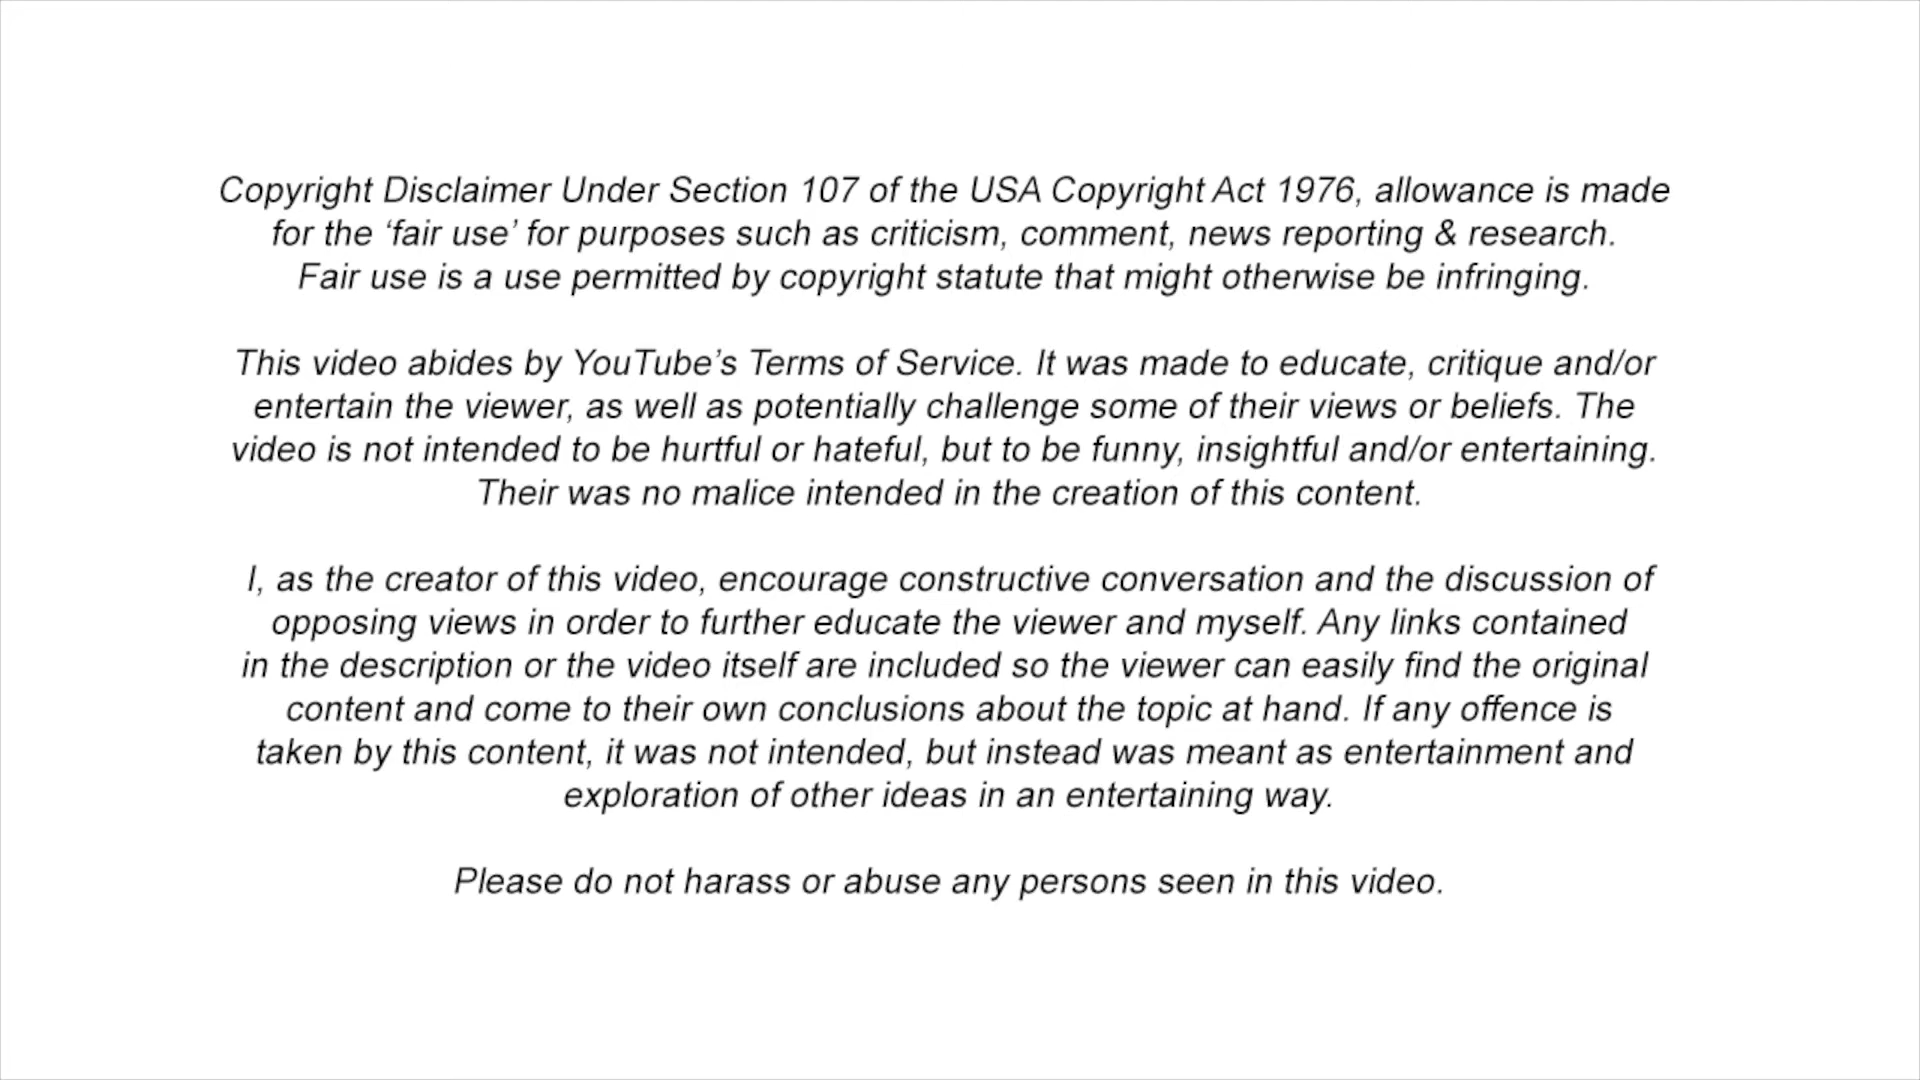 Copyright Disclaimer Under Section 107 of the USA Copyright Act 1976, allowance is made
for the ‘fair use’ for purposes such as criticism, comment, news reporting & research.
Fair use is a use permitted by copyright statute that might otherwise be infringing.
This video abides by YouTube’s Terms of Service. It was made to educate, critique and/or
entertain the viewer, as well as potentially challenge some of their views or beliefs. The
video is not intended to be hurtful or hateful, but to be funny, insightful and/or entertaining.
Their was no malice intended in the creation of this content.
I, as the creator of this video, encourage constructive conversation and the discussion of
opposing views in order to further educate the viewer and myself. Any links contained
in the description or the video itself are included so the viewer can easily find the original
content and come to their own conclusions about the topic at hand. If any offence is
taken by this content, it was not intended, but instead was meant as entertainment and
exploration of other ideas in an entertaining way.
Please do not harass or abuse any persons seen in this video.